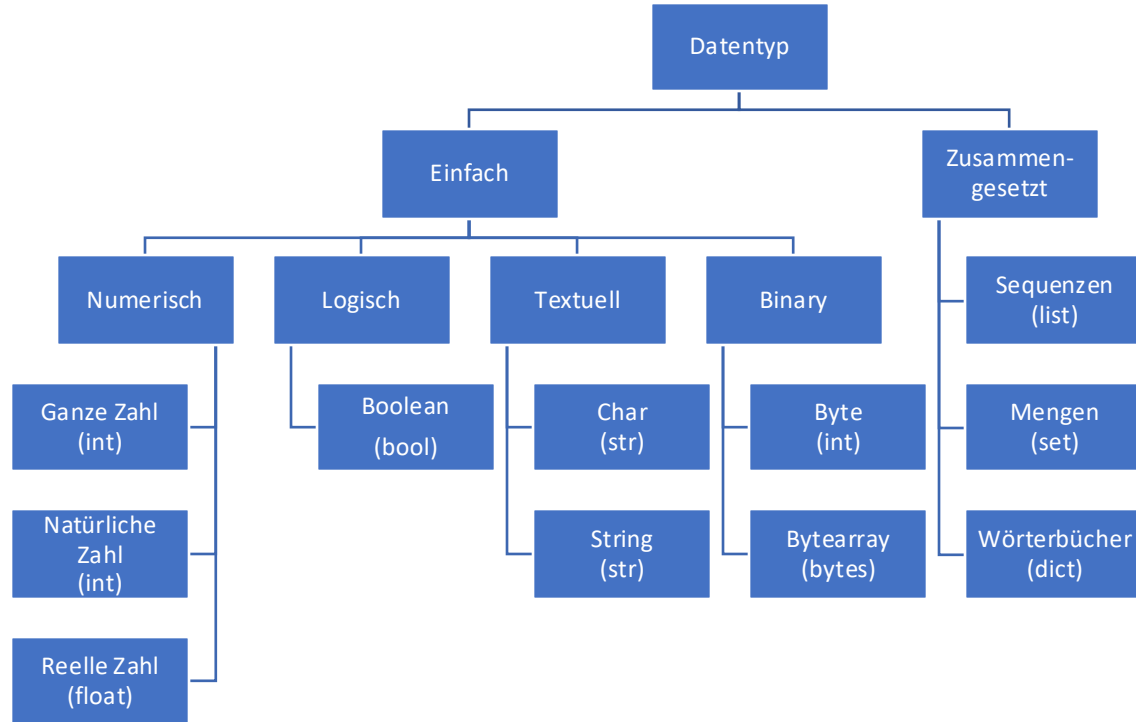 Datentyp
Einfach
Zusammen-
gesetzt
Numerisch
Logisch
Textuell
Binary
Sequenzen
(list)
Ganze Zahl
(int)
Boolean
(bool)
Char
(str)
Byte
(int)
Mengen
(set)
Natürliche
Zahl
(int)
String
(str)
Bytearray
(bytes)
Wörterbücher
(dict)
Reelle Zahl
(float)